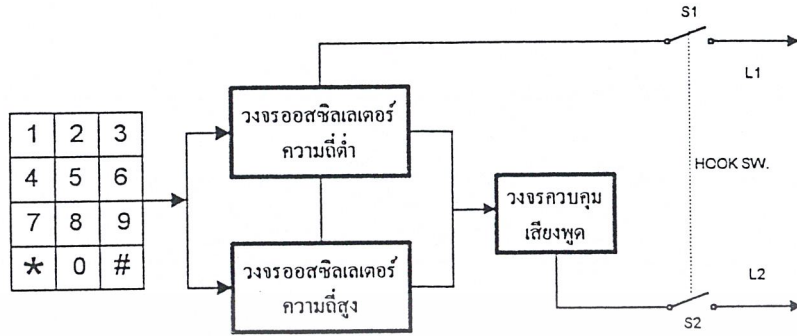 S1
L1
วงจรออสซิลเลเตอร์
ความถี่ต่ำ
1 2 3
4 5 6
7 8 9
* 0 #
HOOK SW.
วงจรควบคุม
เสียงพูด
วงจรออสซิลเลเตอร์
ความถี่สูง
L2
S2